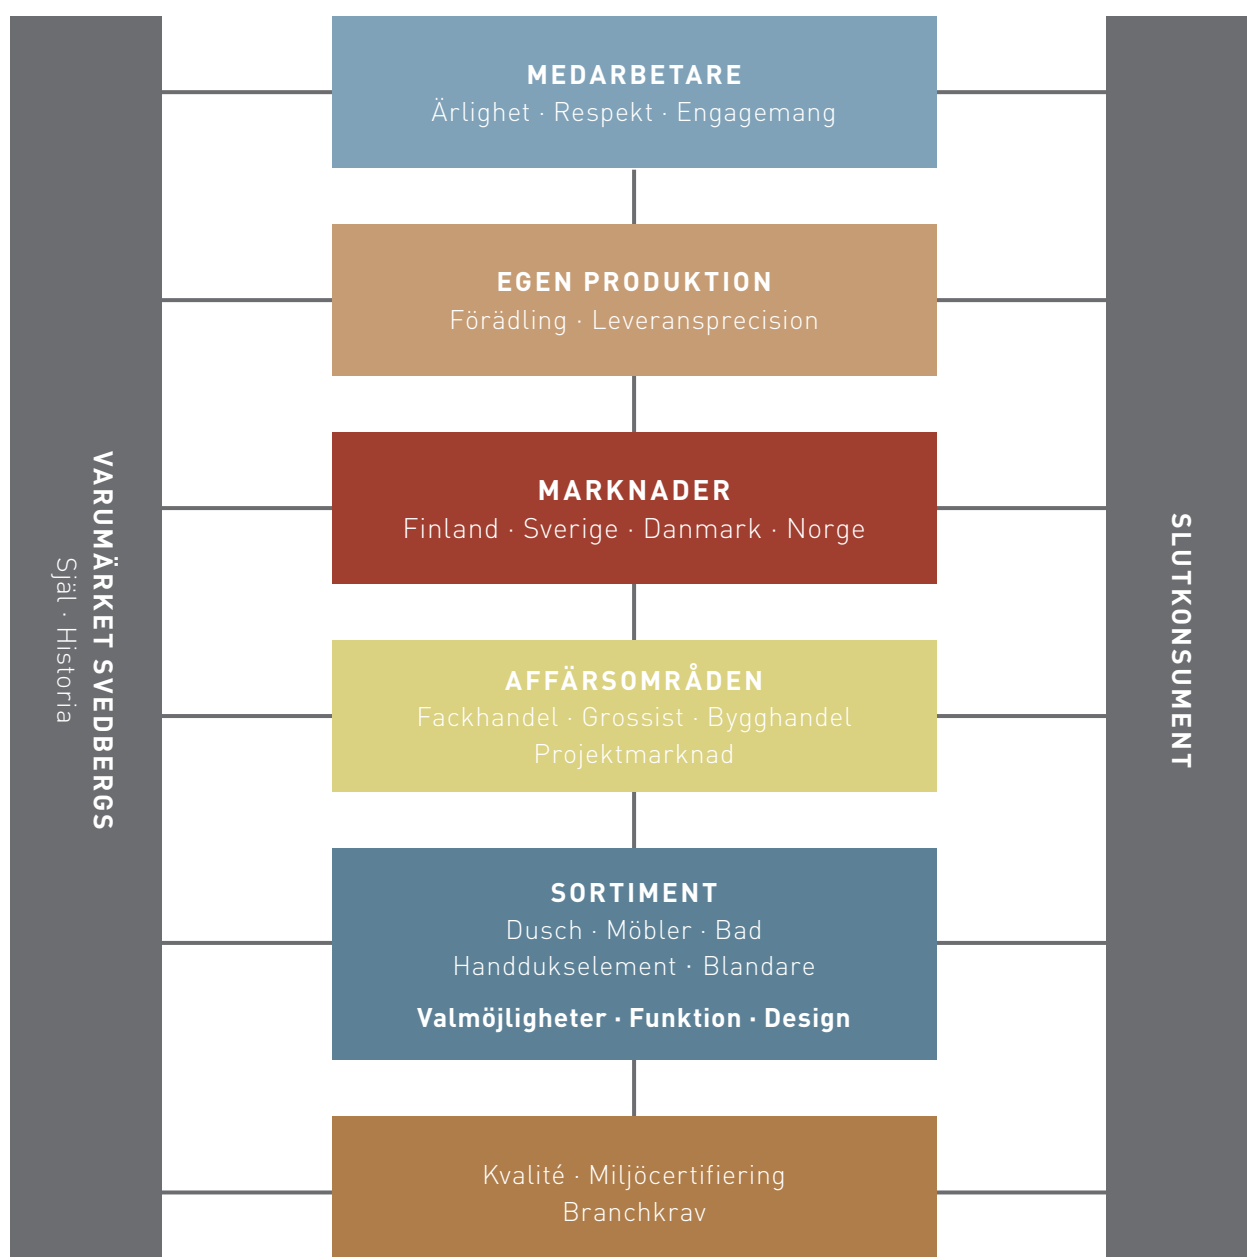 VARUMÄRKET SVEDBERGS
Själ · Historia
MEDARBETARE
Ärlighet · Respekt · Engagemang
EGEN PRODUKTION
Förädling · Leveransprecision
MARKNADER
Finland · Sverige · Danmark · Norge
AFFÄRSOMRÅDEN
Fackhandel · Grossist · Bygghandel
Projektmarknad
SORTIMENT
Dusch · Möbler · Bad
Handdukselement · Blandare
Valmöjligheter · Funktion · Design
Kvalité · Miljöcertifiering
Branchkrav
SLUTKONSUMENT